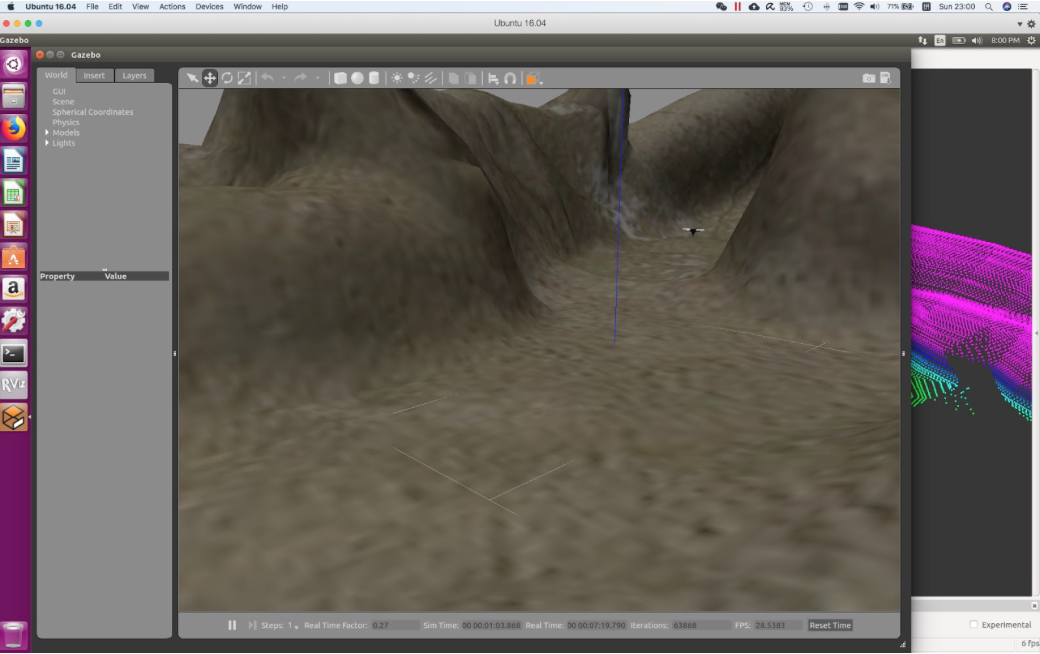 Ubuntu 16.04 File Edit View Actions Devices Window Help 71% Sun 23:00
Ubuntu 16.04
Gazebo En 8:00 PM
Gazebo
World Insert Layers
GUI
Scene
Spherical Coordinates
Physics
Models
Lights
Property Value
a
RViz
Steps: 1 Real Time Factor: 0.27 Sim Time: 00 00:01:03.868 Real Time: 00 00:07:19.790 Iterations: 63868 FPS: 28.5383 Reset Time
Experimental
6 fps